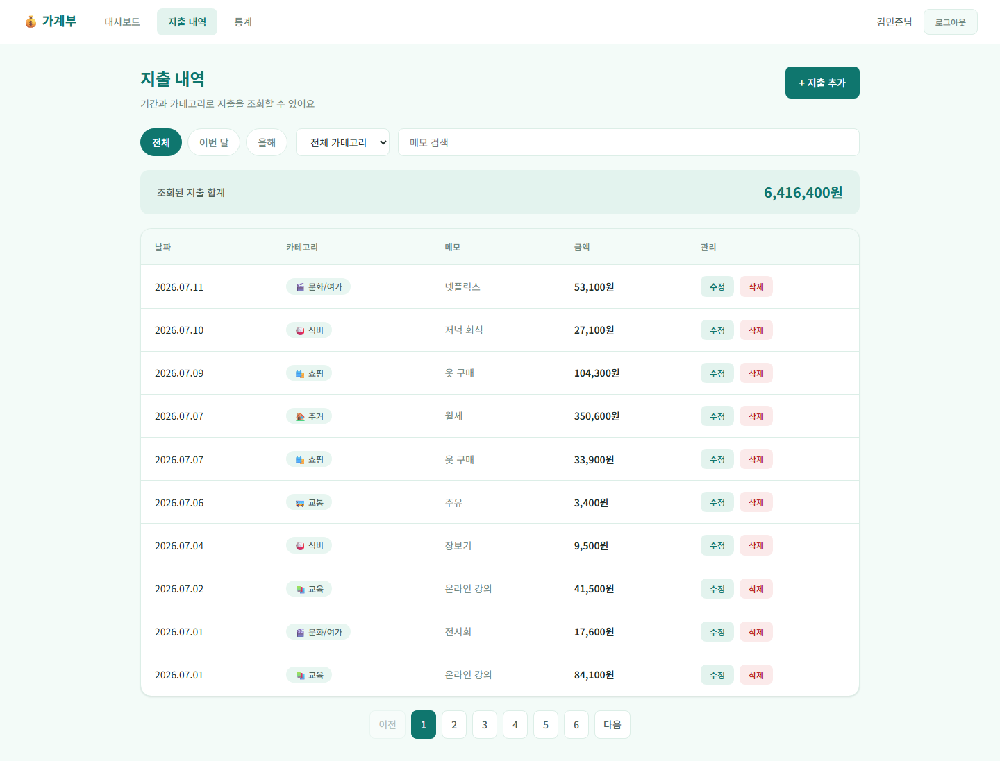 가계부 대시보드 지출 내역 통계 김민준님 로그아웃
지출 내역
+ 지출 추가
기간과 카테고리로 지출을 조회할 수 있어요
전체 이번 달 올해 전체 카테고리 메모 검색
조회된 지출 합계 6,416,400원
날짜 카테고리 메모 금액 관리
2026.07.11 문화/여가 넷플릭스 53,100원 수정 삭제
2026.07.10 식비 저녁 회식 27,100원 수정 삭제
2026.07.09 쇼핑 옷 구매 104,300원 수정 삭제
2026.07.07 주거 월세 350,600원 수정 삭제
2026.07.07 쇼핑 옷 구매 33,900원 수정 삭제
2026.07.06 교통 주유 3,400원 수정 삭제
2026.07.04 식비 장보기 9,500원 수정 삭제
2026.07.02 교육 온라인 강의 41,500원 수정 삭제
2026.07.01 문화/여가 전시회 17,600원 수정 삭제
2026.07.01 교육 온라인 강의 84,100원 수정 삭제
이전 1 2 3 4 5 6 다음